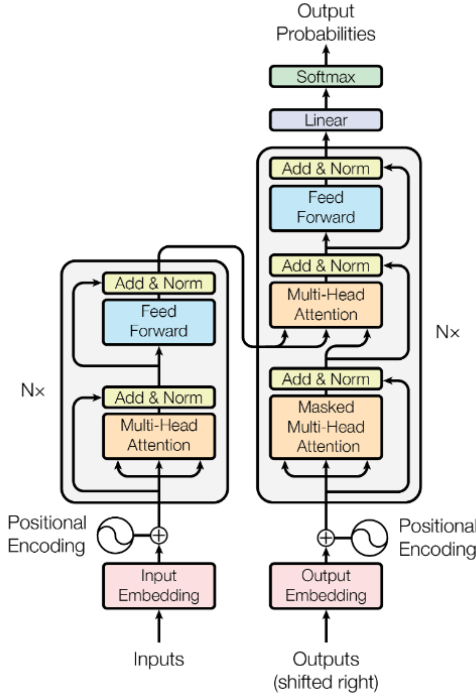 Output
Probabilities
Softmax
Linear
Add & Norm
Feed
Forward
Add & Norm
Multi-Head
Attention
Nx
Add & Norm
Masked
Multi-Head
Attention
Add & Norm
Feed
Forward
Nx
Add & Norm
Multi-Head
Attention
Positional
Encoding
Positional
Encoding
Input
Embedding
Output
Embedding
Inputs
Outputs
(shifted right)